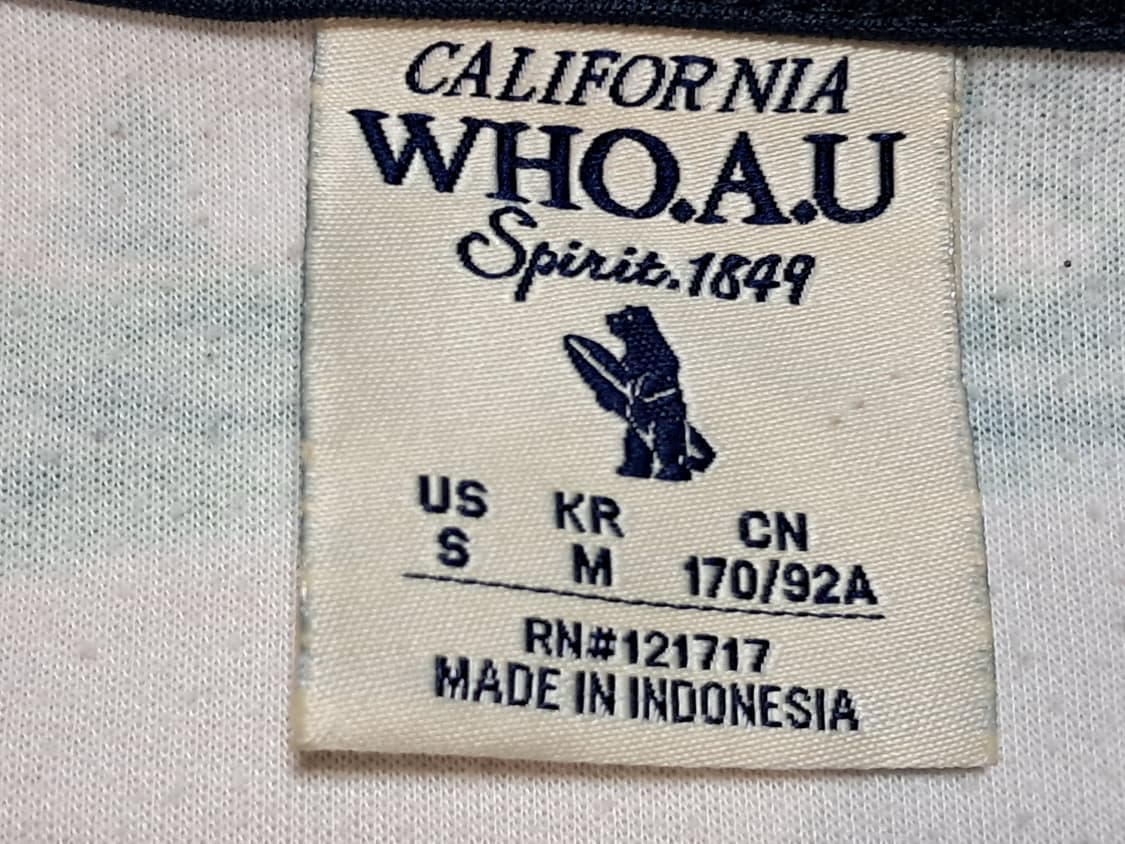 CALIFORNIA
WHO.A.U
Spirit.1849
US KR CN
S M 170/92A
RN#121717
MADE IN INDONESIA